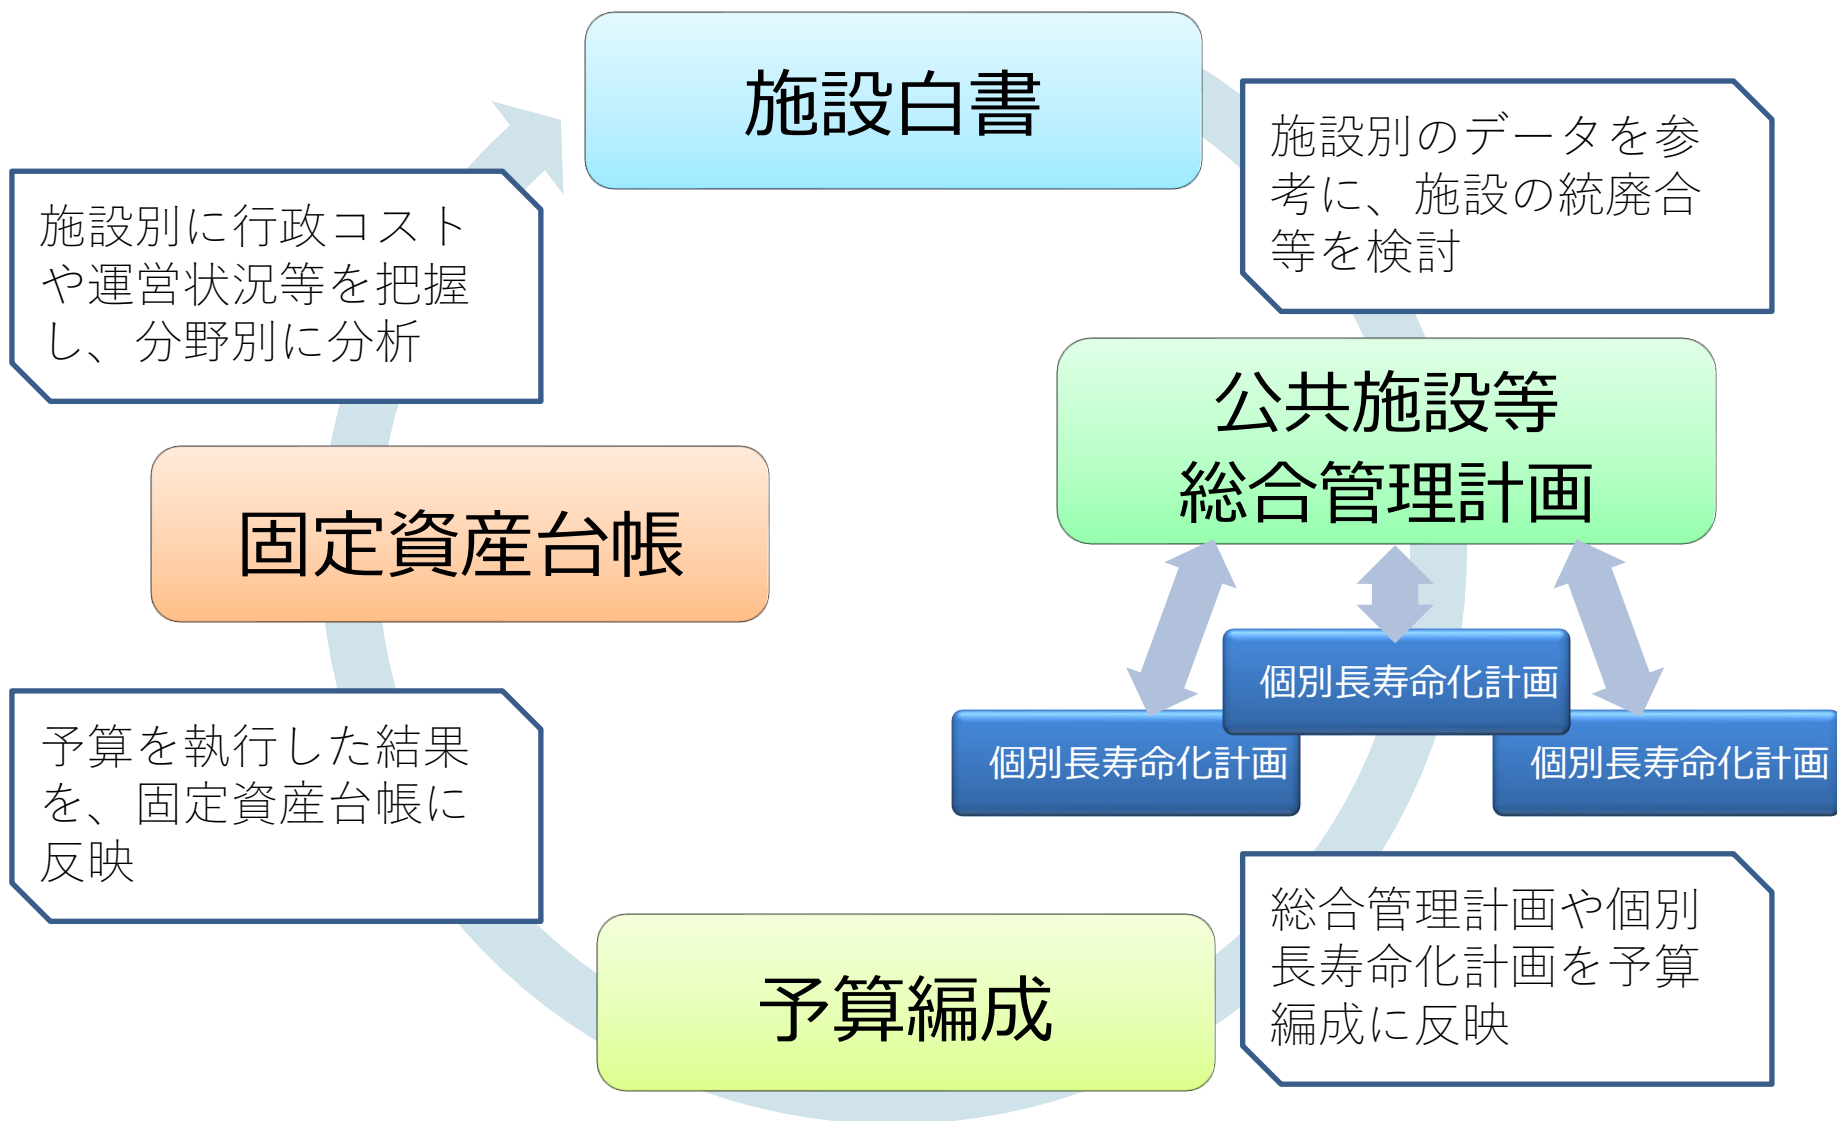 施設白書
施設別のデータを参
考に、施設の統廃合
等を検討
施設別に行政コスト
や運営状況等を把握
し、分野別に分析
公共施設等
総合管理計画
固定資産台帳
個別長寿命化計画
個別長寿命化計画
個別長寿命化計画
予算を執行した結果
を、固定資産台帳に
反映
総合管理計画や個別
長寿命化計画を予算
編成に反映
予算編成